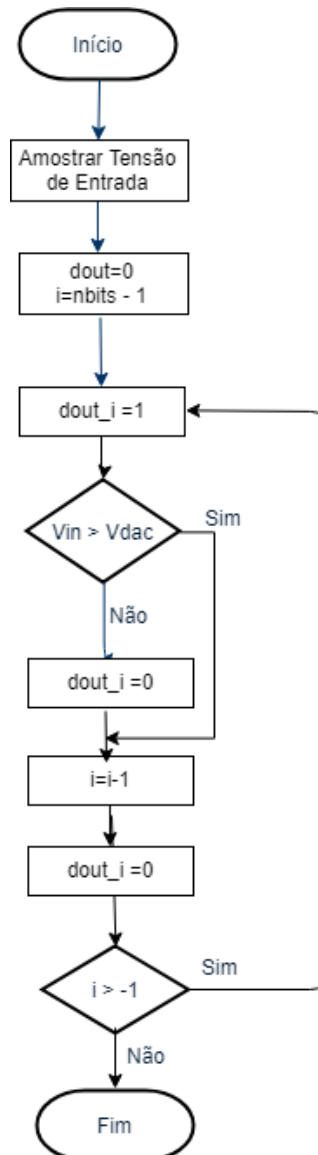 Início
Amostrar Tensão
de Entrada
dout=0
i=nbits - 1
dout_i =1
Vin > Vdac
Sim
Não
dout_i =0
i=i-1
dout_i =0
i > -1
Sim
Não
Fim